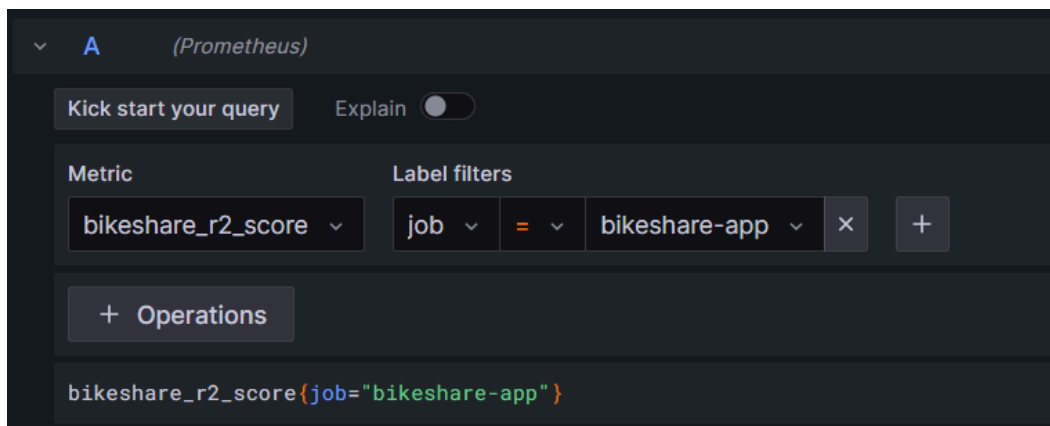 A (Prometheus)
Kick start your query Explain
Metric Label filters
bikeshare_r2_score job = bikeshare-app × +
+ Operations
bikeshare_r2_score{job="bikeshare-app"}